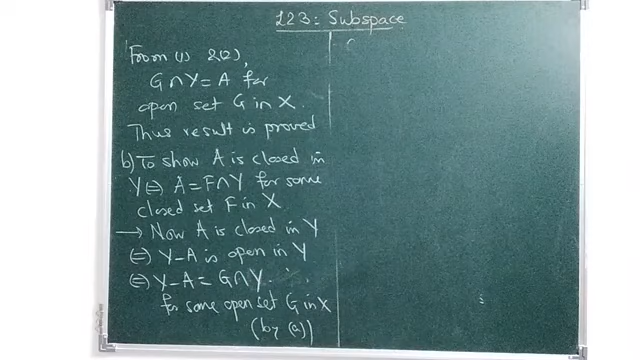 L23: Subspace
From (1) & (2),
G∩Y = A for
open set G in X.
Thus result is proved
b) To show A is closed in
Y ⇔ A = F∩Y for some
closed set F in X
→ Now A is closed in Y
⇔ Y-A is open in Y
⇔ Y-A = G∩Y
for some open set G in X
(by (a))